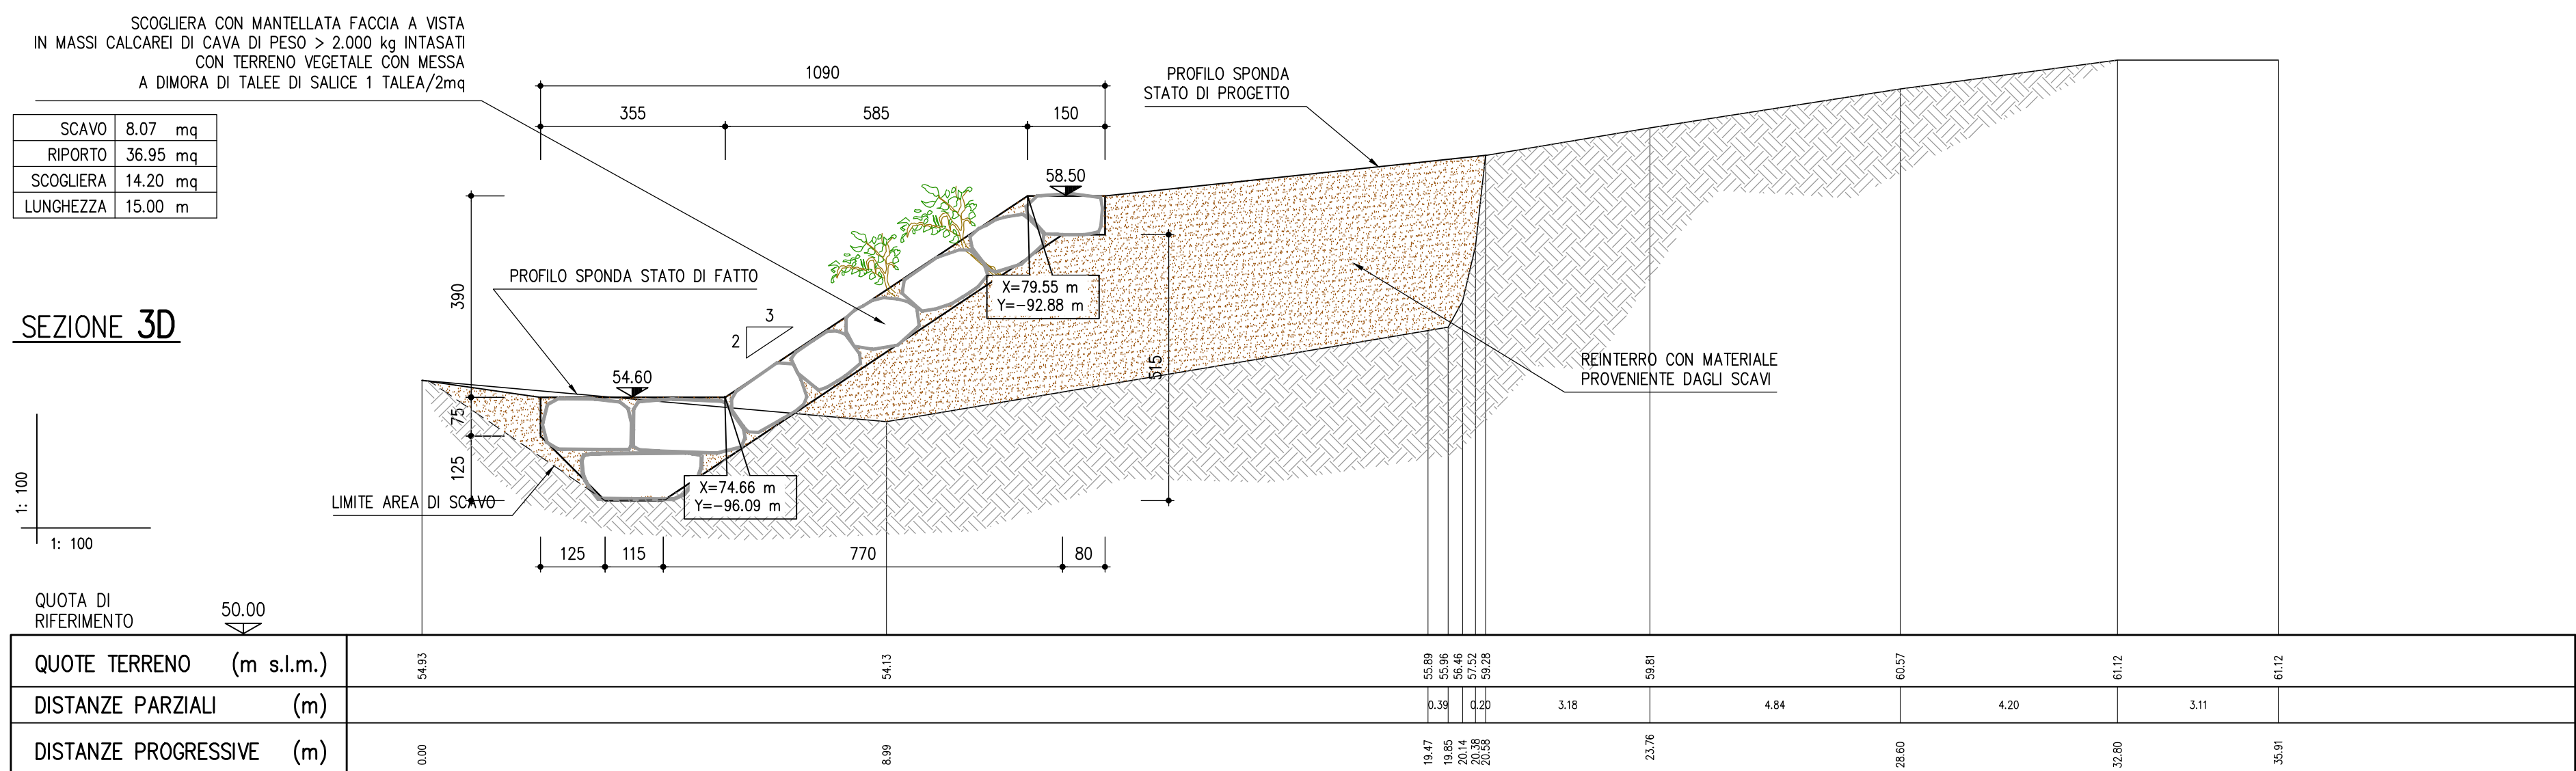 SCOGLIERA CON MANTELLATA FACCIA A VISTA
IN MASSI CALCAREI DI CAVA DI PESO > 2.000 kg INTASATI
CON TERRENO VEGETALE CON MESSA
A DIMORA DI TALEE DI SALICE 1 TALEA/2mq
SCAVO 8.07 mq
RIPORTO 36.95 mq
SCOGLIERA 14.20 mq
LUNGHEZZA 15.00 m
SEZIONE 3D
1: 100
1: 100
1090
355 585 150
PROFILO SPONDA
STATO DI PROGETTO
58.50
PROFILO SPONDA STATO DI FATTO
390
3
2
X=79.55 m
Y=-92.88 m
54.60
75
125
515
REINTERRO CON MATERIALE
PROVENIENTE DAGLI SCAVI
X=74.66 m
Y=-96.09 m
LIMITE AREA DI SCAVO
125 115 770 80
QUOTA DI
RIFERIMENTO
50.00
QUOTE TERRENO (m s.l.m.) 54.93 54.13 55.89 55.96 56.46 57.52 59.28 59.81 60.57 61.12 61.12
DISTANZE PARZIALI (m) 0.39 0.20 3.18 4.84 4.20 3.11
DISTANZE PROGRESSIVE (m) 0.00 8.99 19.47 19.85 20.14 20.38 20.58 23.76 28.60 32.80 35.91